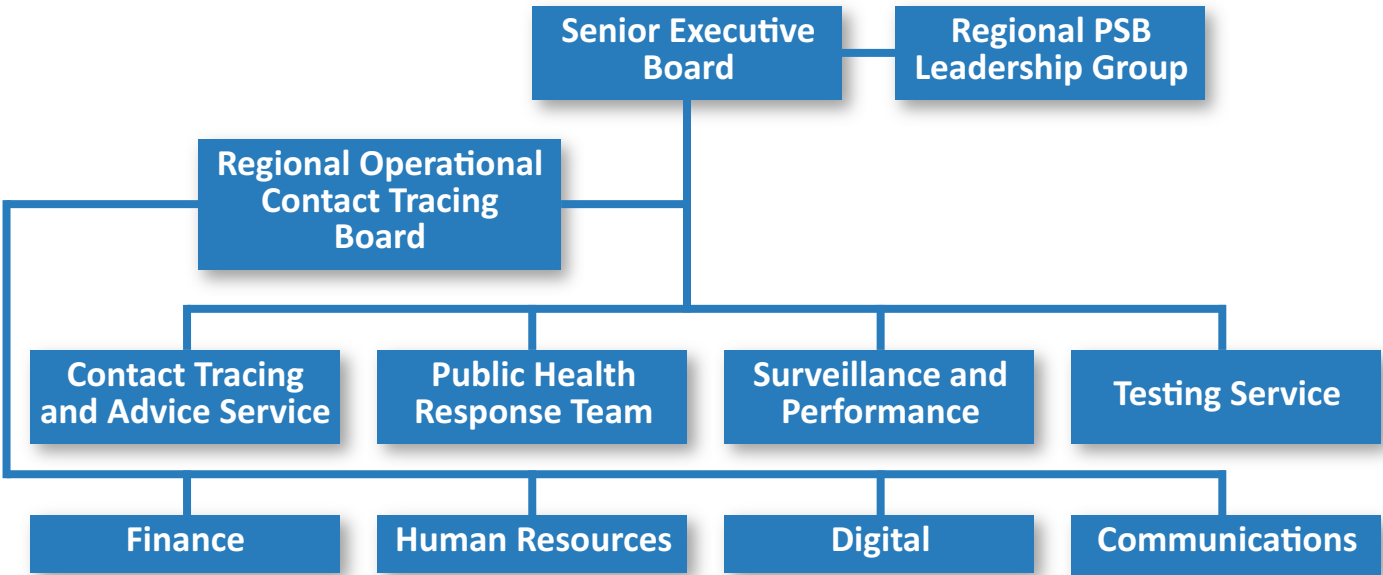 Senior Executive
Board
Regional PSB
Leadership Group
Regional Operational
Contact Tracing
Board
Contact Tracing
and Advice Service
Public Health
Response Team
Surveillance and
Performance
Testing Service
Finance
Human Resources
Digital
Communications